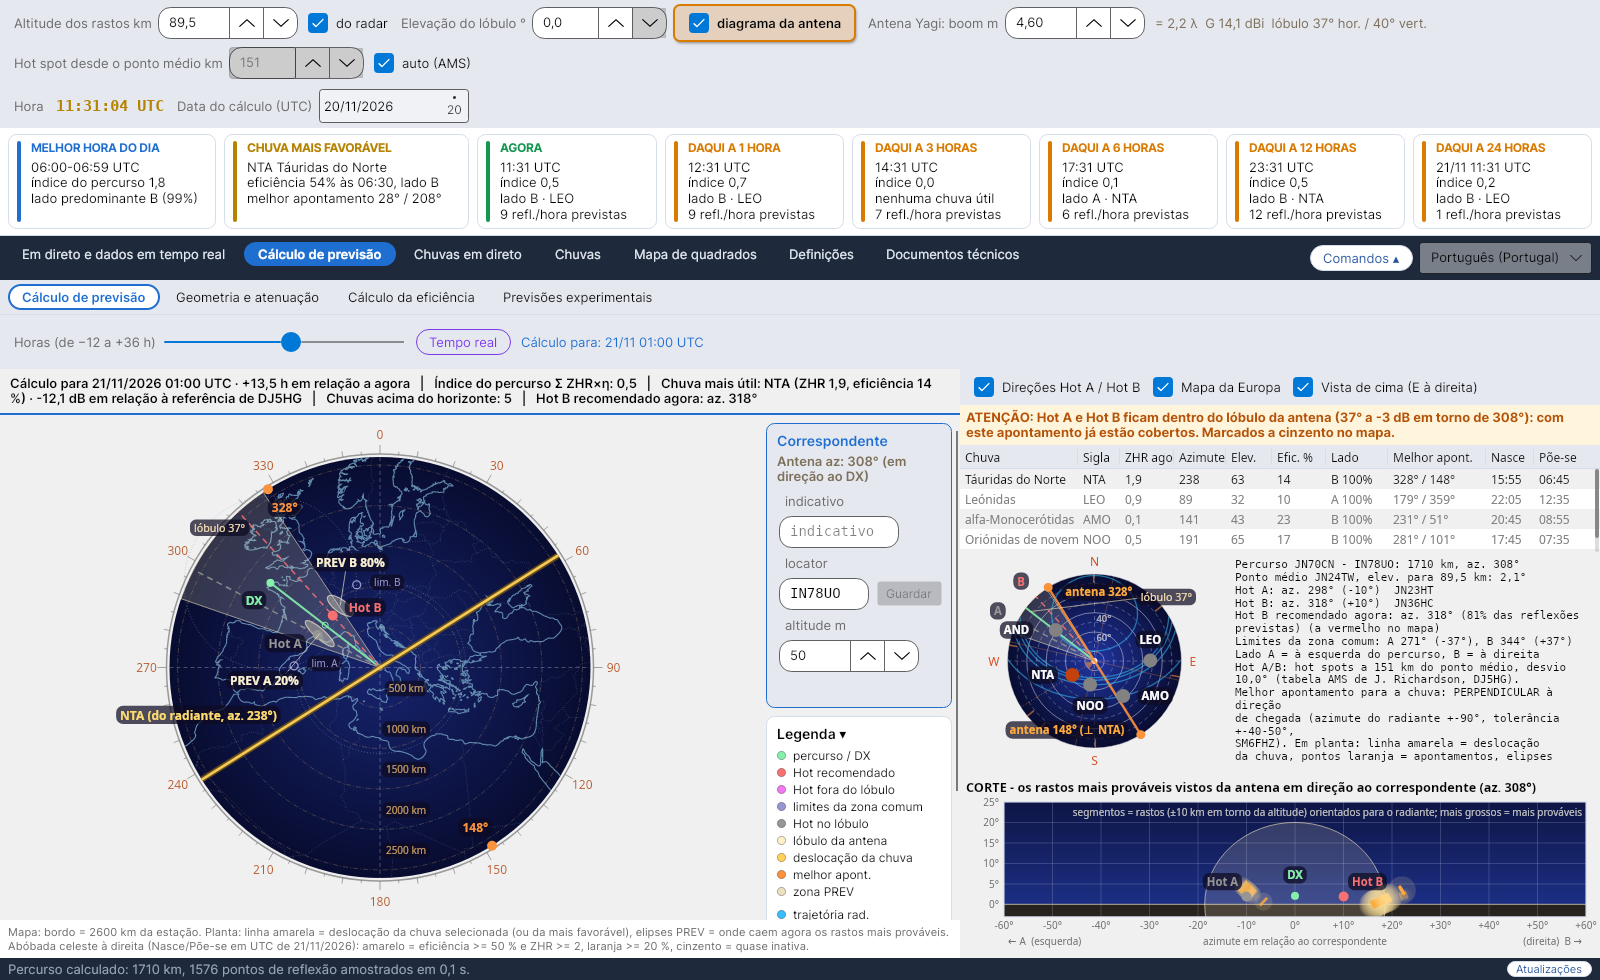 Altitude dos rastos km 89,5 do radar Elevação do lóbulo ° 0,0 diagrama da antena Antena Yagi: boom m 4,60 = 2,2 λ G 14,1 dBi lóbulo 37° hor. / 40° vert.
Hot spot desde o ponto médio km 151 auto (AMS)
Hora 11:31:04 UTC Data do cálculo (UTC) 20/11/2026 20
MELHOR HORA DO DIA
06:00-06:59 UTC
índice do percurso 1,8
lado predominante B (99%)
CHUVA MAIS FAVORÁVEL
NTA Táuridas do Norte
eficiência 54% às 06:30, lado B
melhor apontamento 28° / 208°
AGORA
11:31 UTC
índice 0,5
lado B · LEO
9 refl./hora previstas
DAQUI A 1 HORA
12:31 UTC
índice 0,7
lado B · LEO
9 refl./hora previstas
DAQUI A 3 HORAS
14:31 UTC
índice 0,0
nenhuma chuva útil
7 refl./hora previstas
DAQUI A 6 HORAS
17:31 UTC
índice 0,1
lado A · NTA
6 refl./hora previstas
DAQUI A 12 HORAS
23:31 UTC
índice 0,5
lado B · NTA
12 refl./hora previstas
DAQUI A 24 HORAS
21/11 11:31 UTC
índice 0,2
lado B · LEO
1 refl./hora previstas
Em direto e dados em tempo real Cálculo de previsão Chuvas em direto Chuvas Mapa de quadrados Definições Documentos técnicos Comandos ▴ Português (Portugal)
Cálculo de previsão Geometria e atenuação Cálculo da eficiência Previsões experimentais
Horas (de −12 a +36 h) Tempo real Cálculo para: 21/11 01:00 UTC
Cálculo para 21/11/2026 01:00 UTC · +13,5 h em relação a agora | Índice do percurso Σ ZHR×η: 0,5 | Chuva mais útil: NTA (ZHR 1,9, eficiência 14
%) · -12,1 dB em relação à referência de DJ5HG | Chuvas acima do horizonte: 5 | Hot B recomendado agora: az. 318°
0
30
60
90
120
150
180
210
240
270
300
330
328°
lóbulo 37°
PREV B 80%
lim. B
DX
Hot B
Hot A
lim. A
PREV A 20%
NTA (do radiante, az. 238°)
500 km
1000 km
1500 km
2000 km
2500 km
148°
Correspondente
Antena az: 308° (em
direção ao DX)
indicativo
indicativo
locator
IN78UO Guardar
altitude m
50
Legenda ▾
percurso / DX
Hot recomendado
Hot fora do lóbulo
limites da zona comum
Hot no lóbulo
lóbulo da antena
deslocação da chuva
melhor apont.
zona PREV
trajetória rad.
Mapa: bordo = 2600 km da estação. Planta: linha amarela = deslocação da chuva selecionada (ou da mais favorável), elipses PREV = onde caem agora os rastos mais prováveis.
Abóbada celeste à direita (Nasce/Põe-se em UTC de 21/11/2026): amarelo = eficiência >= 50 % e ZHR >= 2, laranja >= 20 %, cinzento = quase inativa.
Direções Hot A / Hot B Mapa da Europa Vista de cima (E à direita)
ATENÇÃO: Hot A e Hot B ficam dentro do lóbulo da antena (37° a -3 dB em torno de 308°): com
este apontamento já estão cobertos. Marcados a cinzento no mapa.
Chuva Sigla ZHR ago Azimute Elev. Efic. % Lado Melhor apont. Nasce Põe-se
Táuridas do Norte NTA 1,9 238 63 14 B 100% 328° / 148° 15:55 06:45
Leónidas LEO 0,9 89 32 10 A 100% 179° / 359° 22:05 12:35
alfa-Monocerótidas AMO 0,1 141 43 23 B 100% 231° / 51° 20:45 08:55
Oriónidas de novem NOO 0,5 191 65 17 B 100% 281° / 101° 17:45 07:35
N
B
antena 328°
lóbulo 37°
A
40°
AND
60°
LEO
W
E
NTA
AMO
NOO
antena 148° (⊥ NTA)
S
Percurso JN70CN - IN78UO: 1710 km, az. 308°
Ponto médio JN24TW, elev. para 89,5 km: 2,1°
Hot A: az. 298° (-10°) JN23HT
Hot B: az. 318° (+10°) JN36HC
Hot B recomendado agora: az. 318° (81% das reflexões
previstas) (a vermelho no mapa)
Limites da zona comum: A 271° (-37°), B 344° (+37°)
Lado A = à esquerda do percurso, B = à direita
Hot A/B: hot spots a 151 km do ponto médio, desvio
10,0° (tabela AMS de J. Richardson, DJ5HG).
Melhor apontamento para a chuva: PERPENDICULAR à
direção
de chegada (azimute do radiante +-90°, tolerância
+-40-50°,
SM6FHZ). Em planta: linha amarela = deslocação
da chuva, pontos laranja = apontamentos, elipses
CORTE - os rastos mais prováveis vistos da antena em direção ao correspondente (az. 308°)
segmentos = rastos (±10 km em torno da altitude) orientados para o radiante; mais grossos = mais prováveis
25°
20°
15°
10°
5°
0°
Hot A
DX
Hot B
-60° -50° -40° -30° -20° -10° 0° +10° +20° +30° +40° +50° +60°
← A (esquerda) azimute em relação ao correspondente (direita) B →
Percurso calculado: 1710 km, 1576 pontos de reflexão amostrados em 0,1 s. Atualizações